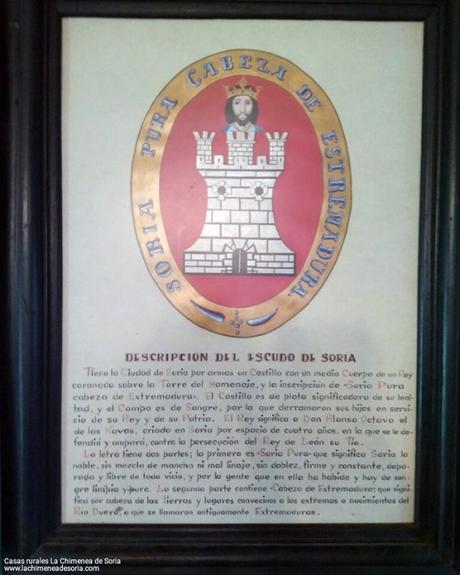 SORIA PURA CABEZA DE ESTREMADURA.
DESCRIPCION DEL ESCUDO DE SORIA
Tiene la Ciudad de Soria por armas un Castillo con un medio Cuerpo de un Rey
coronado sobre la Torre del Homenaje, y la inscripción de «Soria Pura
cabeza de Extremadura». El Castillo es de plata significadora de su leal-
tad, y el Campo es de Sangre, por la que derramaron sus hijos en servi-
cio de su Rey y de su Patria. El Rey significa a Don Alonso Octavo el
de las Navas, criado en Soria por espacio de cuatro años, en la que se le de-
fendió y amparó, contra la persecución del Rey de León su Tío.
La letra tiene dos partes; la primera es «Soria Pura» que significa Soria la
noble, sin mezcla de mancha ni mal linaje, sin doblez, firme y constante, depu-
rada y libre de todo vicio, y por la gente que en ella ha habido y hay de san-
gre limpia y pura. La segunda parte contiene «Cabeza de Extremadura» que signi-
fica ser cabeza de las tierras y lugares convecinos a los extremos o nacimientos del
Río Duero, a que se llamaron antiguamente Extremaduras.
Casas rurales La Chimenea de Soria
www.lachimeneadesoria.com